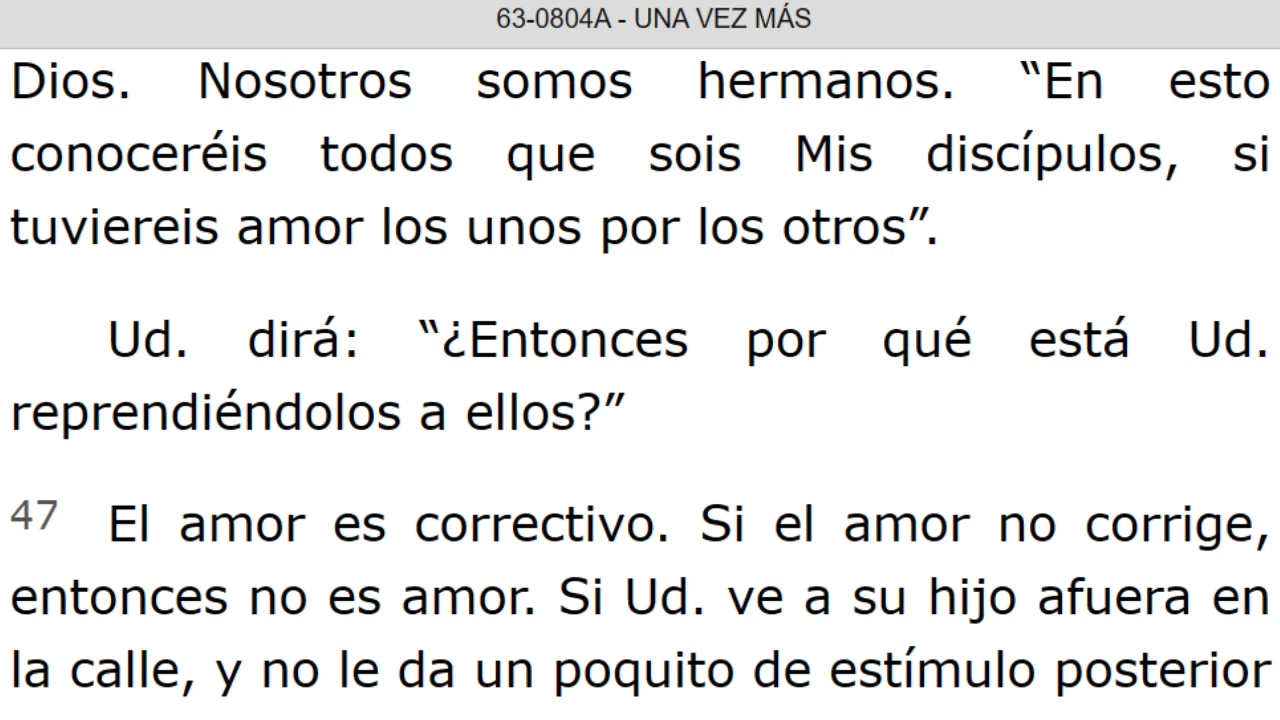 63-0804A - UNA VEZ MÁS
Dios. Nosotros somos hermanos. “En esto
conoceréis todos que sois Mis discípulos, si
tuviereis amor los unos por los otros”.
Ud. dirá: “¿Entonces por qué está Ud.
reprendiéndolos a ellos?”
47 El amor es correctivo. Si el amor no corrige,
entonces no es amor. Si Ud. ve a su hijo afuera en
la calle, y no le da un poquito de estímulo posterior